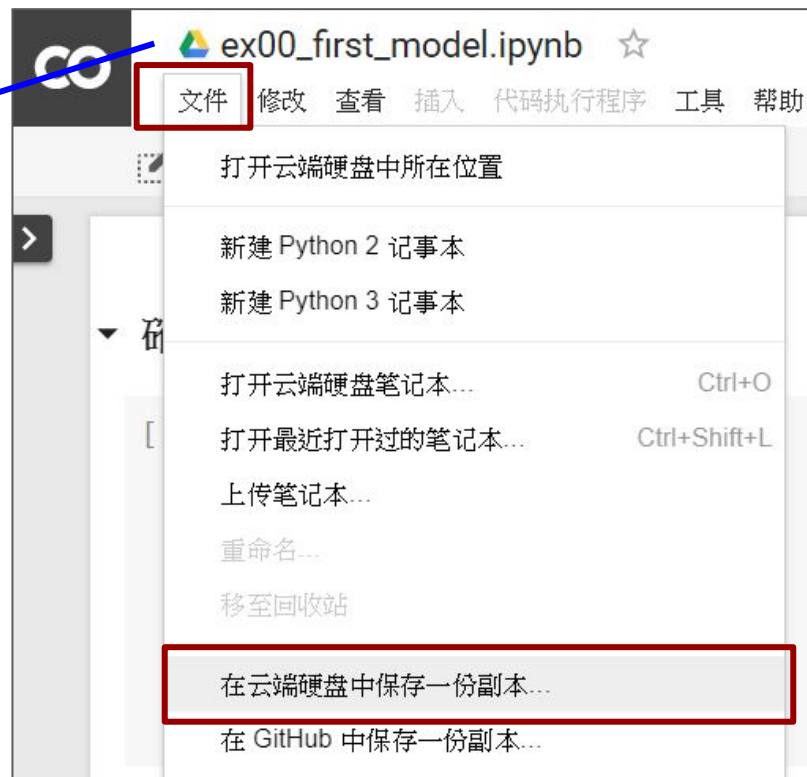 CO
ex00_first_model.ipynb
文件 修改 查看 插入 代码执行程序 工具 帮助
打开云端硬盘中所在位置
新建 Python 2 记事本
新建 Python 3 记事本
打开云端硬盘笔记本... Ctrl+O
[
打开最近打开过的笔记本... Ctrl+Shift+L
上传笔记本...
重命名...
移至回收站
在云端硬盘中保存一份副本...
在 GitHub 中保存一份副本...